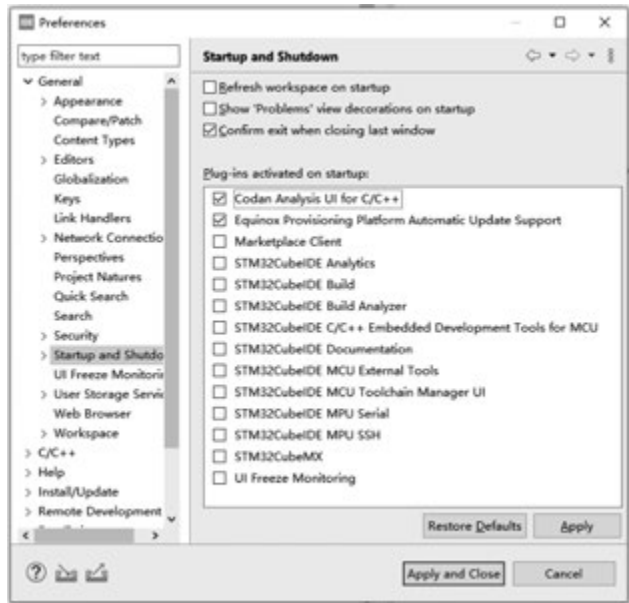 Preferences
type filter text
General
Appearance
Compare/Patch
Content Types
Editors
Globalization
Keys
Link Handlers
Network Connectio
Perspectives
Project Natures
Quick Search
Search
Security
Startup and Shutdo
UI Freeze Monitorin
User Storage Servic
Web Browser
Workspace
C/C++
Help
Install/Update
Remote Development
Startup and Shutdown
Refresh workspace on startup
Show 'Problems' view decorations on startup
Confirm exit when closing last window
Plug-ins activated on startup:
Codan Analysis UI for C/C++
Equinox Provisioning Platform Automatic Update Support
Marketplace Client
STM32CubeIDE Analytics
STM32CubeIDE Build
STM32CubeIDE Build Analyzer
STM32CubeIDE C/C++ Embedded Development Tools for MCU
STM32CubeIDE Documentation
STM32CubeIDE MCU External Tools
STM32CubeIDE MCU Toolchain Manager UI
STM32CubeIDE MPU Serial
STM32CubeIDE MPU SSH
STM32CubeMX
UI Freeze Monitoring
Restore Defaults
Apply
Apply and Close
Cancel